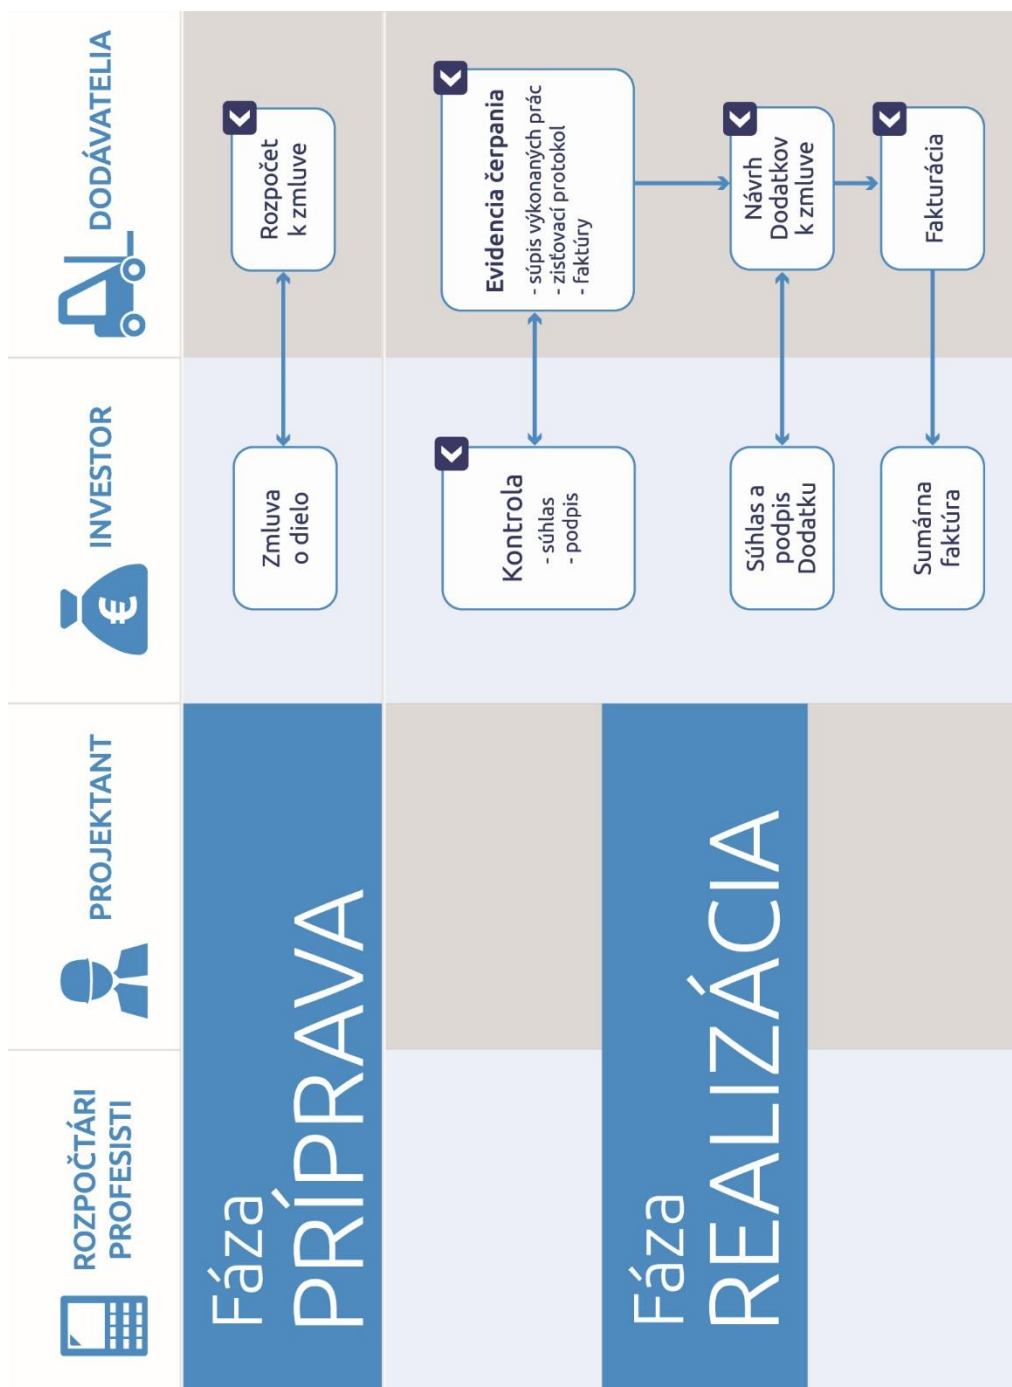 ROZPOČTÁRI
PROFESISTI
PROJEKTANT
INVESTOR
DODÁVATELIA
Fáza
PRÍPRAVA
Zmluva
o dielo
Rozpočet
k zmluve
Fáza
REALIZÁCIA
Kontrola
- súhlas
- podpis
Evidencia čerpania
- súpis výkonaných prác
- zisťovací protokol
- faktúry
Súhlas a
podpis
Dodatku
Návrh
Dodatkov
k zmluve
Sumárna
faktúra
Fakturácia
€